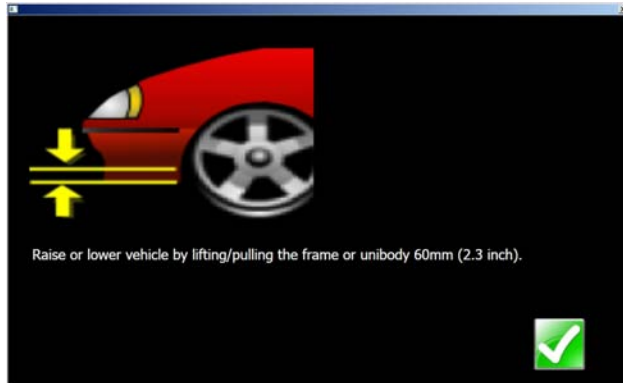 Raise or lower vehicle by lifting/pulling the frame or unibody 60mm (2.3 inch).